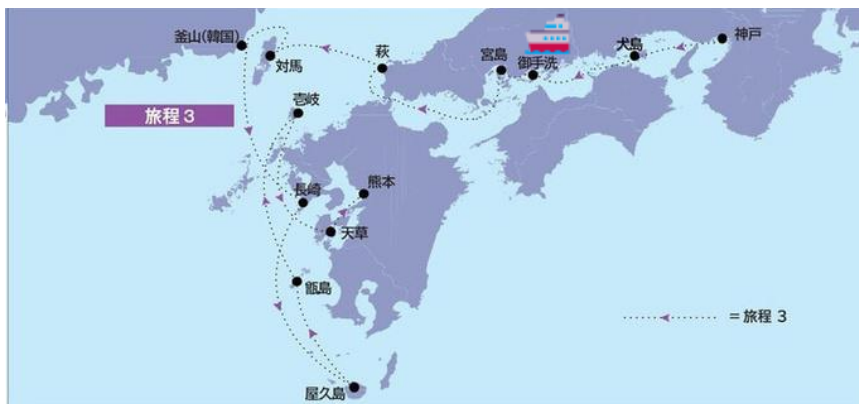 釜山(韓国)
対馬
萩
宮島
御手洗
犬島
神戸
壱岐
旅程 3
長崎
熊本
天草
甑島
屋久島
= 旅程 3